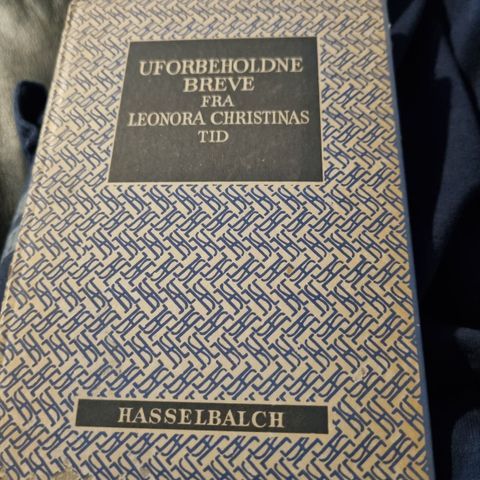 UFORBEHOLDNE
BREVE
FRA
LEONORA CHRISTINAS
TID
HASSELBALCH